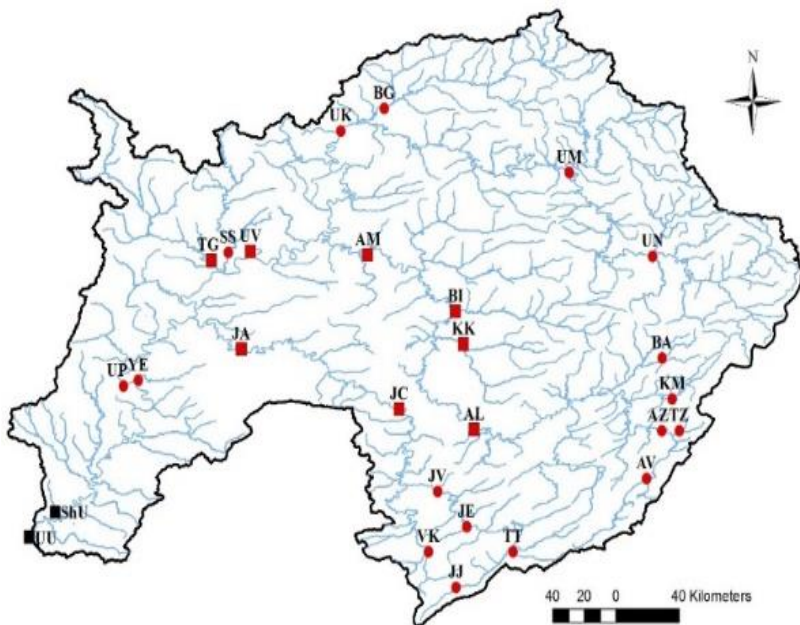 N
BG
UK
UM
TG SS UV
AM
UN
BI
KK
JA
BA
UP YE
KM
JC
AL
AZ TZ
AV
JV
ShU
JE
UU
VK
TT
JJ
40 20 0 40 Kilometers